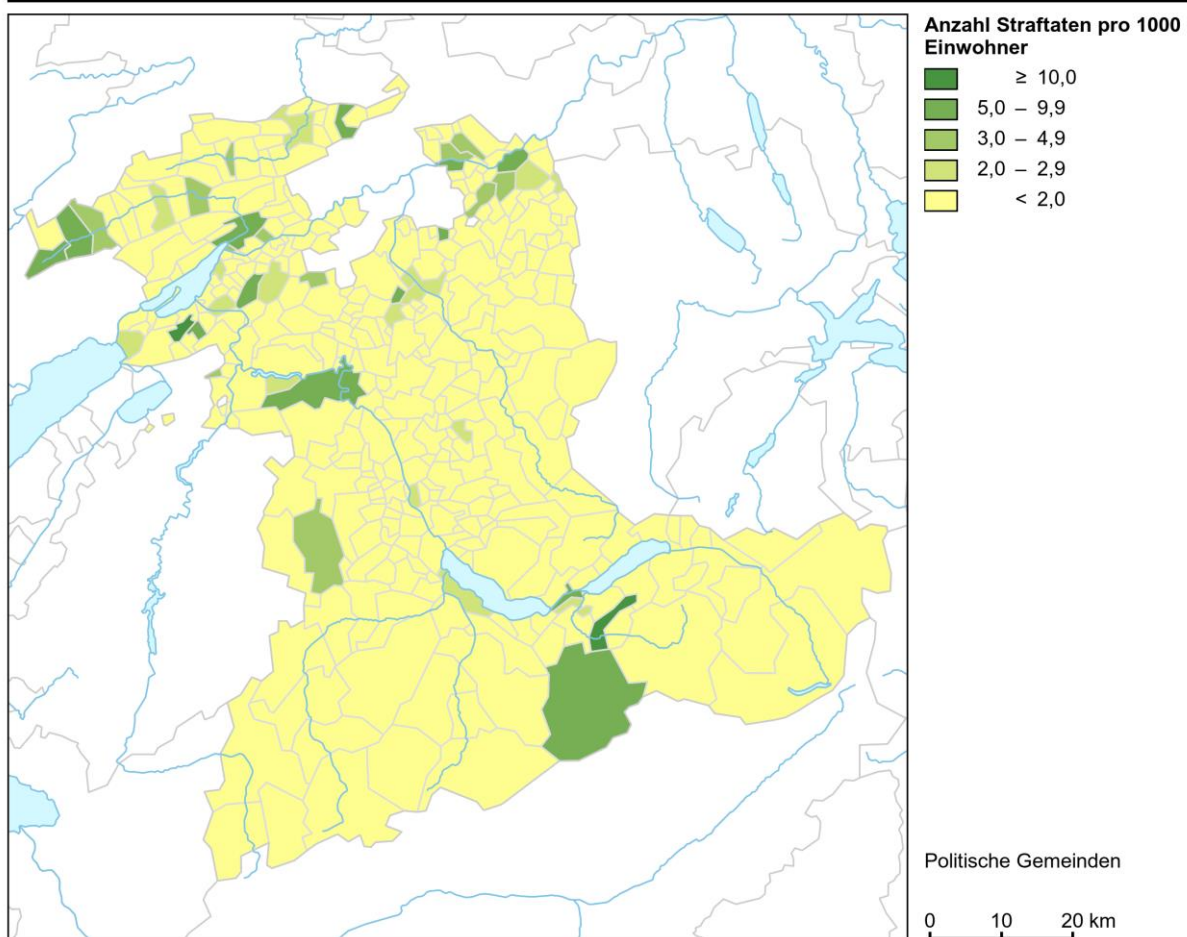 Anzahl Straftaten pro 1000
Einwohner
≥ 10,0
5,0 – 9,9
3,0 – 4,9
2,0 – 2,9
< 2,0
Politische Gemeinden
0 10 20 km